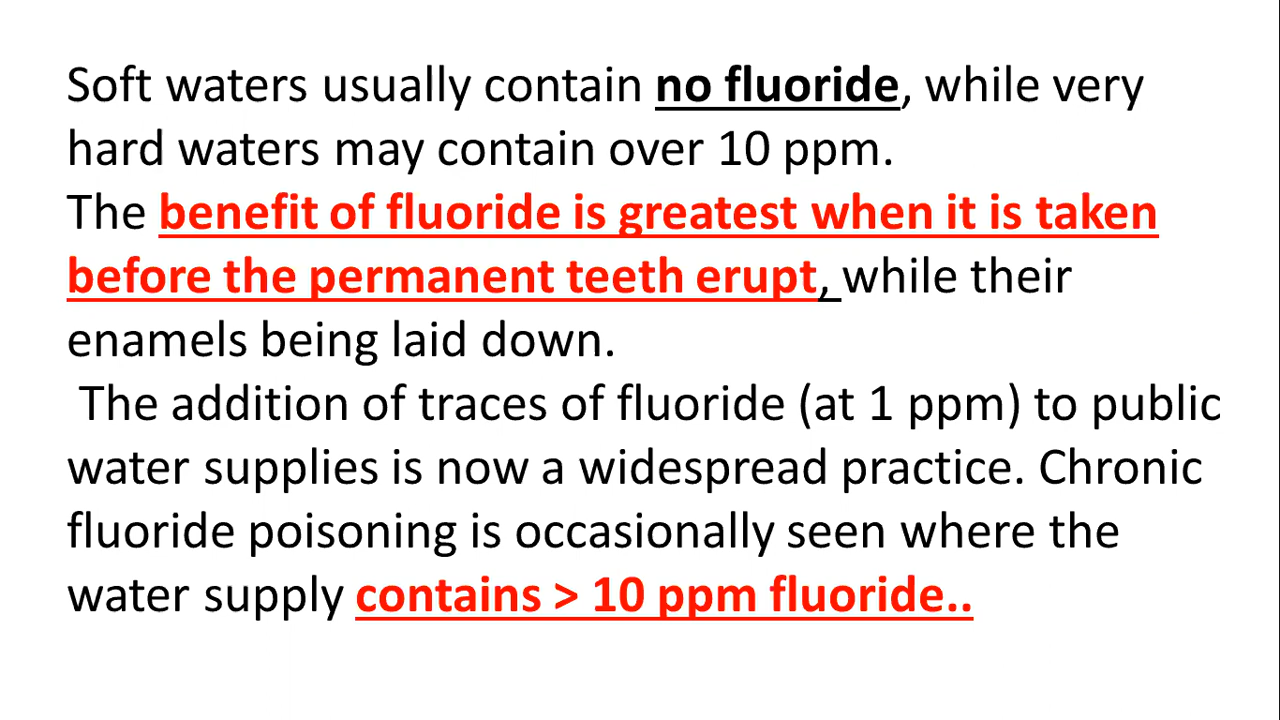 Soft waters usually contain no fluoride, while very
hard waters may contain over 10 ppm.
The benefit of fluoride is greatest when it is taken
before the permanent teeth erupt, while their
enamels being laid down.
The addition of traces of fluoride (at 1 ppm) to public
water supplies is now a widespread practice. Chronic
fluoride poisoning is occasionally seen where the
water supply contains > 10 ppm fluoride..